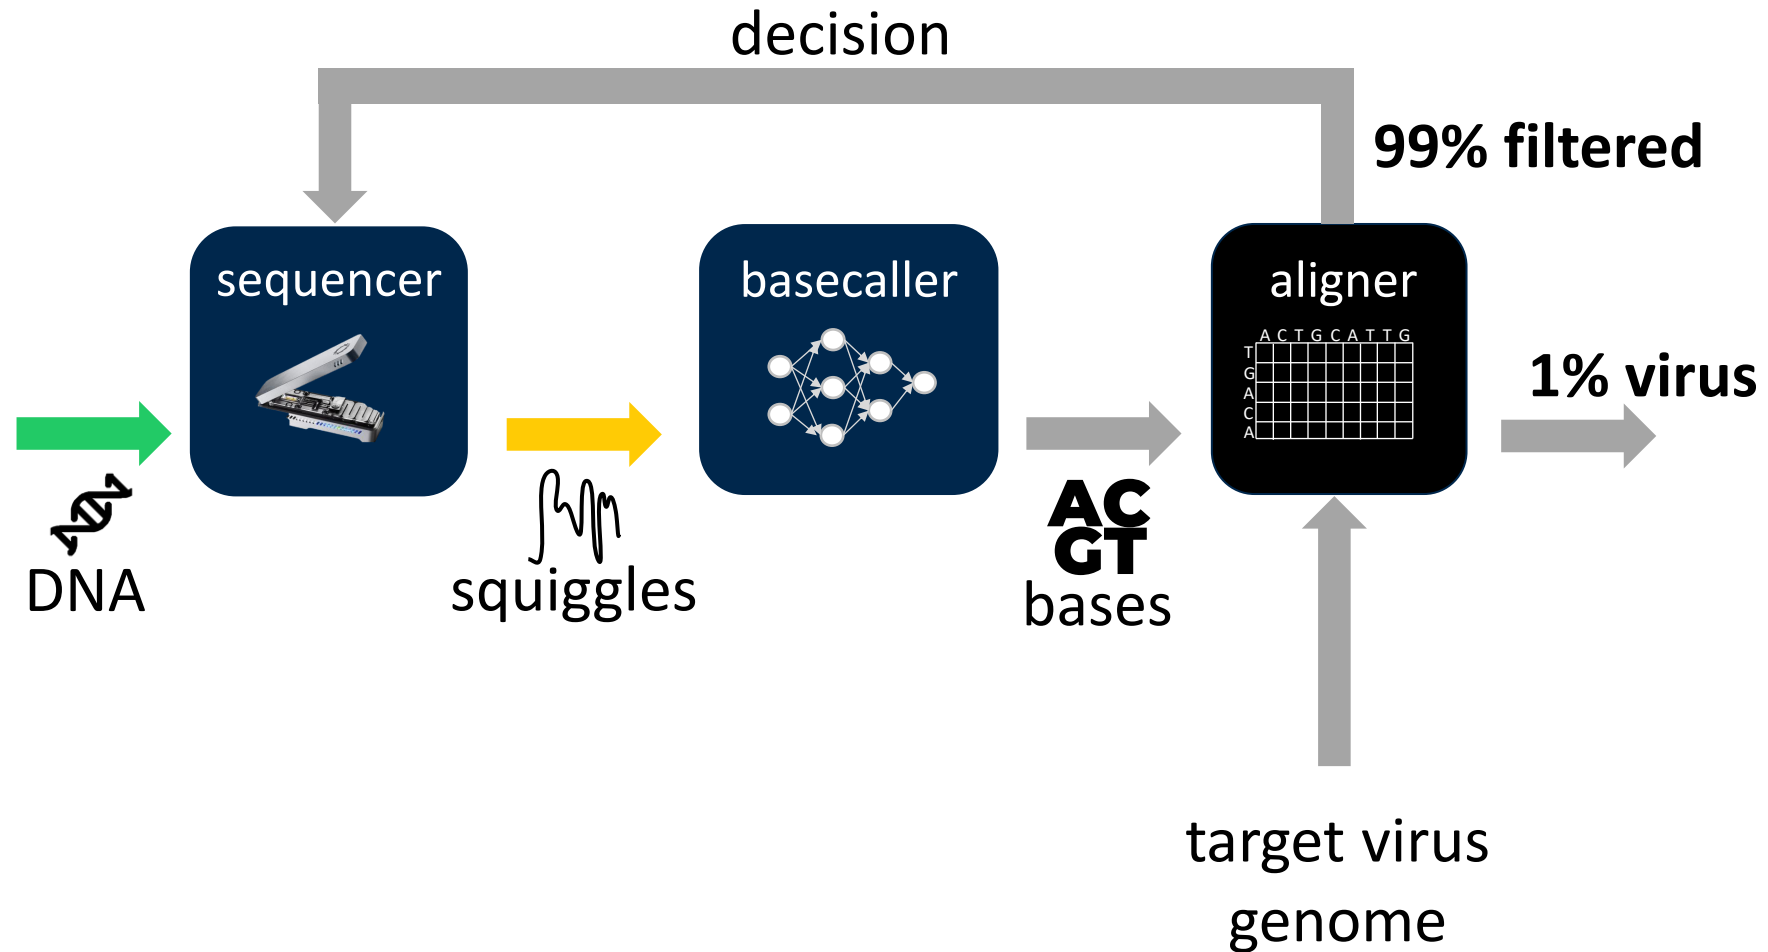 decision
99% filtered
sequencer
basecaller
aligner
A C T G C A T T G
T
G
A
C
A
1% virus
AC
GT
DNA
squiggles
bases
target virus
genome